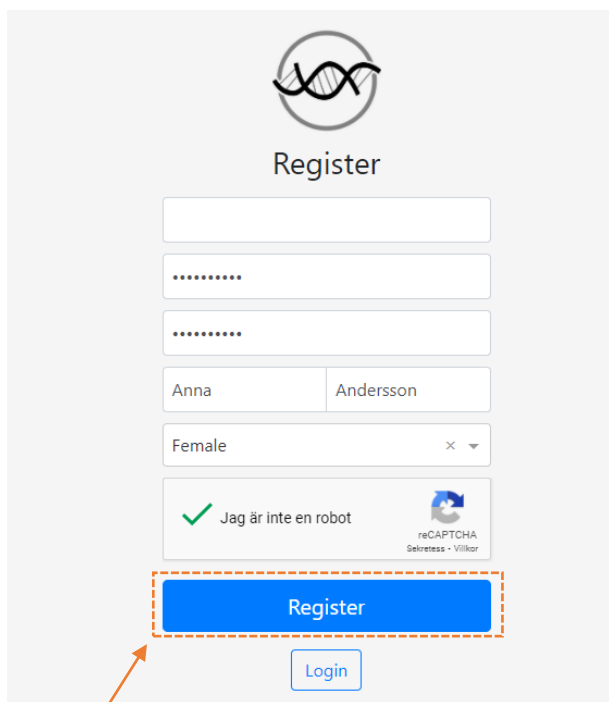 Register
••••••••••
••••••••••
Anna Andersson
Female × 
Jag är inte en robot
reCAPTCHA
Sekretess - Villkor
Register
Login